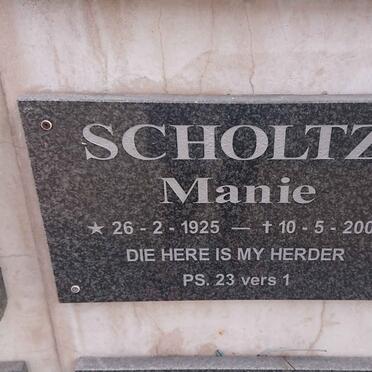 SCHOLTZ
Manie
★ 26 - 2 - 1925 — † 10 - 5 - 200
DIE HERE IS MY HERDER
PS. 23 vers 1